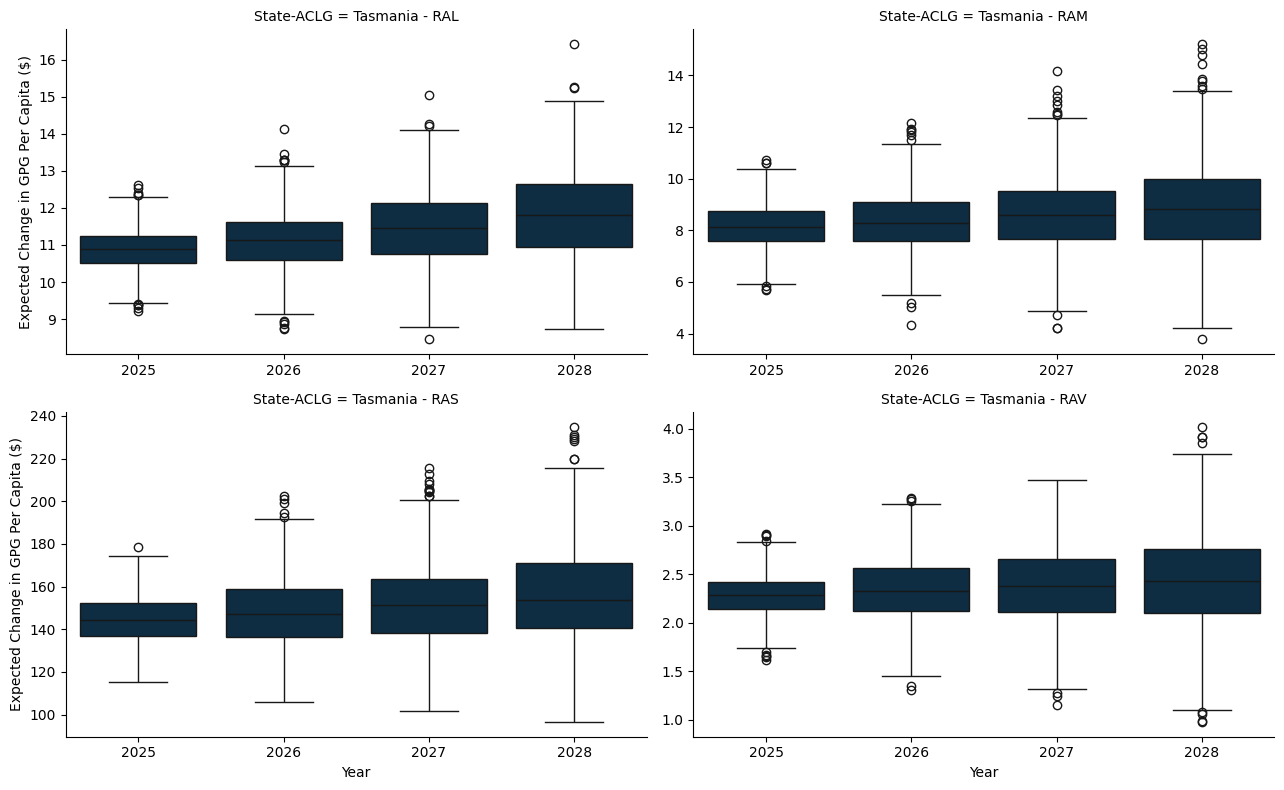 State-ACLG = Tasmania - RAL
Expected Change in GPG Per Capita ($)
16
15
14
13
12
11
10
9
2025 2026 2027 2028
State-ACLG = Tasmania - RAM
14
12
10
8
6
4
2025 2026 2027 2028
State-ACLG = Tasmania - RAS
Expected Change in GPG Per Capita ($)
240
220
200
180
160
140
120
100
2025 2026 2027 2028
Year
State-ACLG = Tasmania - RAV
4.0
3.5
3.0
2.5
2.0
1.5
1.0
2025 2026 2027 2028
Year